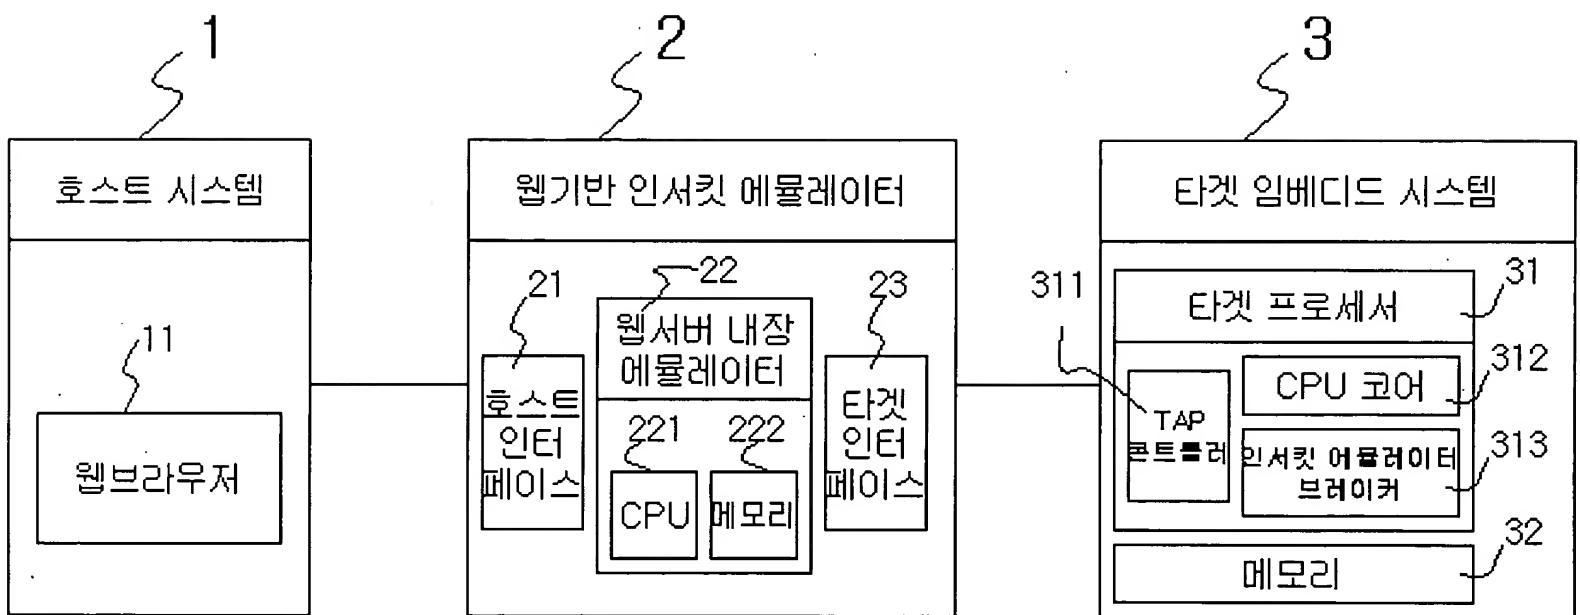 1
호스트 시스템
11
웹브라우저
2
웹기반 인서킷 에뮬레이터
21
호스트
인터
페이스
22
웹서버 내장
에뮬레이터
221
CPU
222
메모리
23
타겟
인터
페이스
3
타겟 임베디드 시스템
31
타겟 프로세서
311
TAP
콘트롤러
312
CPU 코어
313
인서킷 에뮬레이터
브레이커
32
메모리